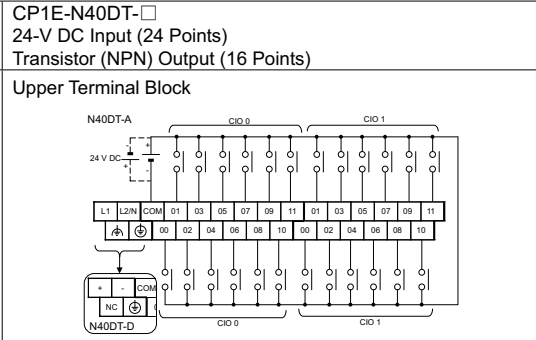 CP1E-N40DT-□
24-V DC Input (24 Points)
Transistor (NPN) Output (16 Points)
Upper Terminal Block
N40DT-A
CIO 0
CIO 1
24 V DC
- +
+ -
L1 L2/N COM 01 03 05 07 09 11 01 03 05 07 09 11
00 02 04 06 08 10 00 02 04 06 08 10
+ - COM
NC
N40DT-D
CIO 0
CIO 1